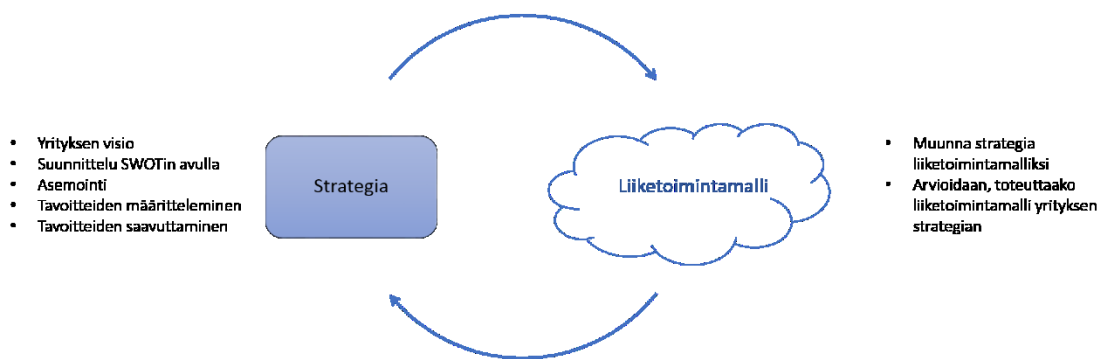 • Yrityksen visio
• Suunnittelu SWOTin avulla
• Asemointi
• Tavoitteiden määritteleminen
• Tavoitteiden saavuttaminen
Strategia
Liiketoimintamalli
• Muunna strategia
liiketoimintamalliksi
• Arvioidaan, toteuttaako
liiketoimintamalli yrityksen
strategian